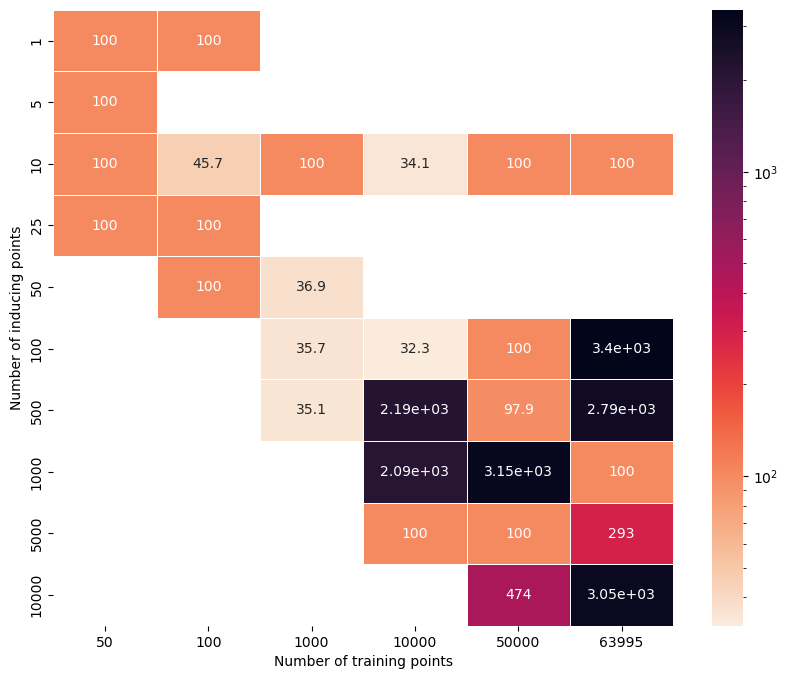 1 100 100
5 100
10 100 45.7 100 34.1 100 100
25 100 100
50 100 36.9
100 35.7 32.3 100 3.4e+03
500 35.1 2.19e+03 97.9 2.79e+03
1000 2.09e+03 3.15e+03 100
5000 100 100 293
10000 474 3.05e+03
Number of inducing points
50 100 1000 10000 50000 63995
Number of training points
10³
10²